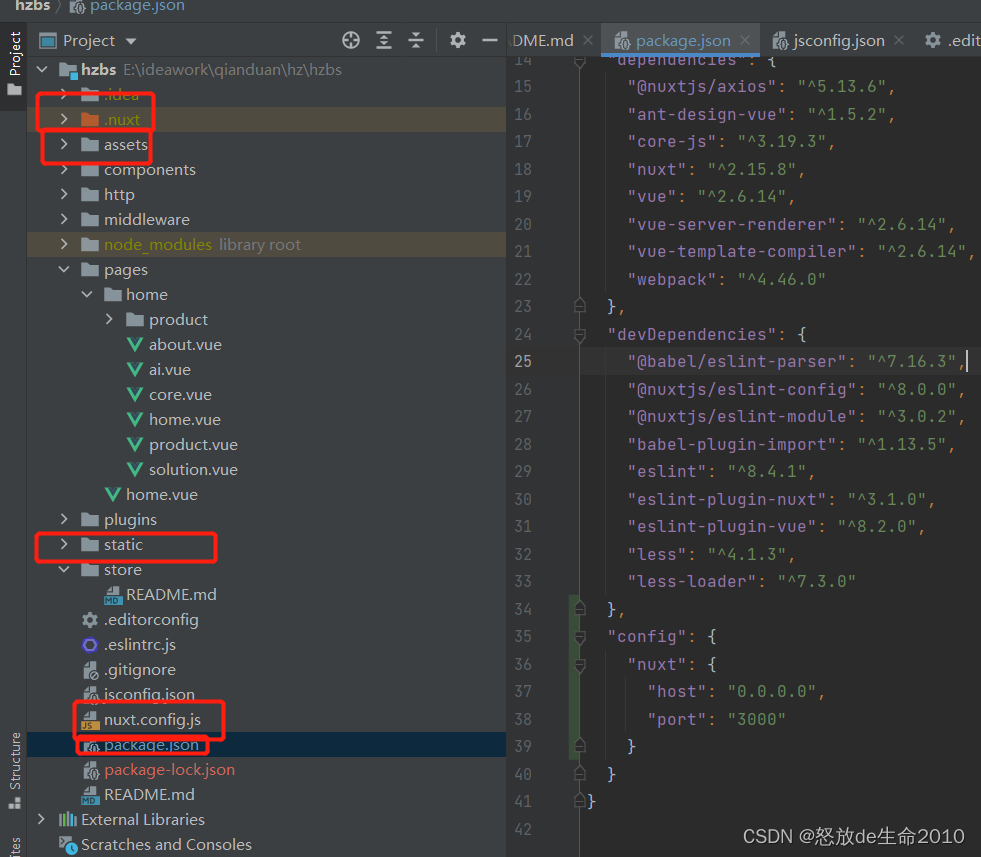 hzbs
package.json
Project
Project
hzbs E:\ideawork\qianduan\hz\hzbs
.idea
.nuxt
assets
components
http
middleware
node_modules library root
pages
home
product
about.vue
ai.vue
core.vue
home.vue
product.vue
solution.vue
home.vue
plugins
static
store
README.md
.editorconfig
.eslintrc.js
.gitignore
jsconfig.json
nuxt.config.js
package.json
package-lock.json
README.md
External Libraries
Scratches and Consoles
Structure
DME.md
package.json
jsconfig.json
.edit
14 "dependencies": {
15 "@nuxtjs/axios": "^5.13.6",
16 "ant-design-vue": "^1.5.2",
17 "core-js": "^3.19.3",
18 "nuxt": "^2.15.8",
19 "vue": "^2.6.14",
20 "vue-server-renderer": "^2.6.14",
21 "vue-template-compiler": "^2.6.14",
22 "webpack": "^4.46.0"
23 },
24 "devDependencies": {
25 "@babel/eslint-parser": "^7.16.3",
26 "@nuxtjs/eslint-config": "^8.0.0",
27 "@nuxtjs/eslint-module": "^3.0.2",
28 "babel-plugin-import": "^1.13.5",
29 "eslint": "^8.4.1",
30 "eslint-plugin-nuxt": "^3.1.0",
31 "eslint-plugin-vue": "^8.2.0",
32 "less": "^4.1.3",
33 "less-loader": "^7.3.0"
34 },
35 "config": {
36 "nuxt": {
37 "host": "0.0.0.0",
38 "port": "3000"
39 }
40 }
41 }
42
CSDN @怒放de生命2010